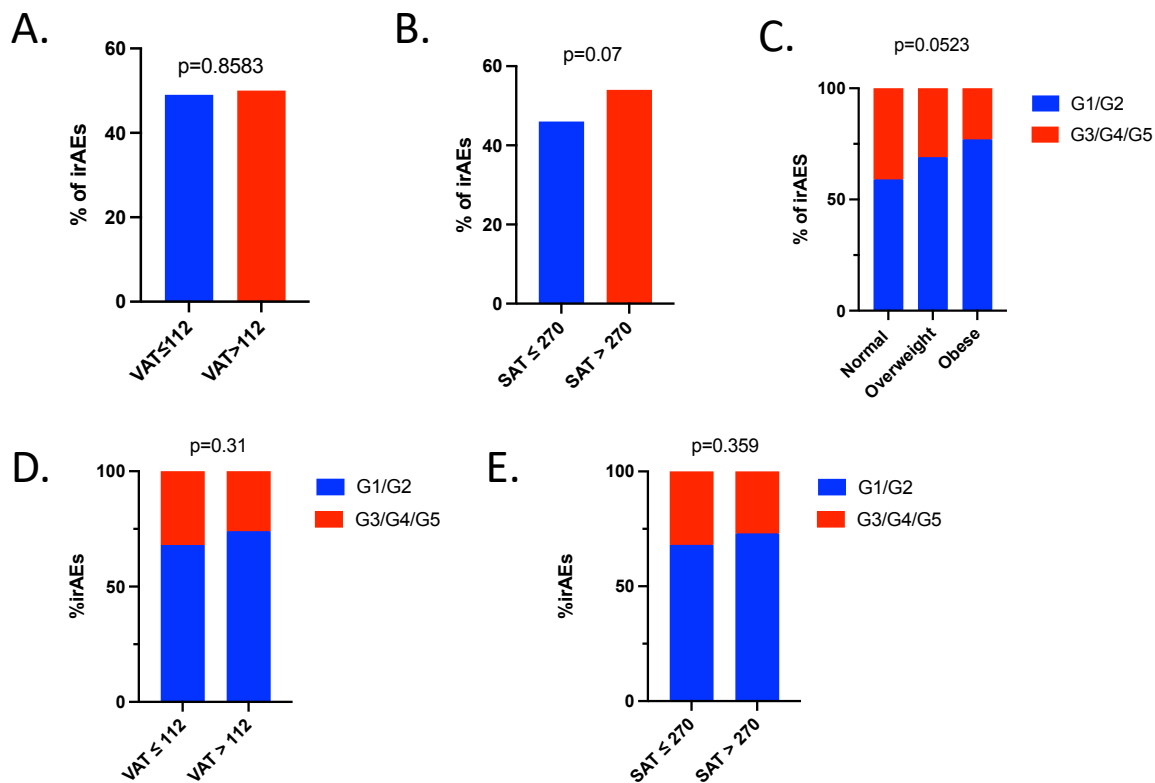 A.
p=0.8583
60
40
20
0
% of irAEs
VAT≤112
VAT>112
B.
p=0.07
60
40
20
0
% of irAEs
SAT ≤ 270
SAT > 270
C.
p=0.0523
100
50
0
% of irAES
Normal
Overweight
Obese
G1/G2
G3/G4/G5
D.
p=0.31
100
50
0
%irAEs
VAT ≤ 112
VAT > 112
G1/G2
G3/G4/G5
E.
p=0.359
100
50
0
%irAEs
SAT ≤ 270
SAT > 270
G1/G2
G3/G4/G5